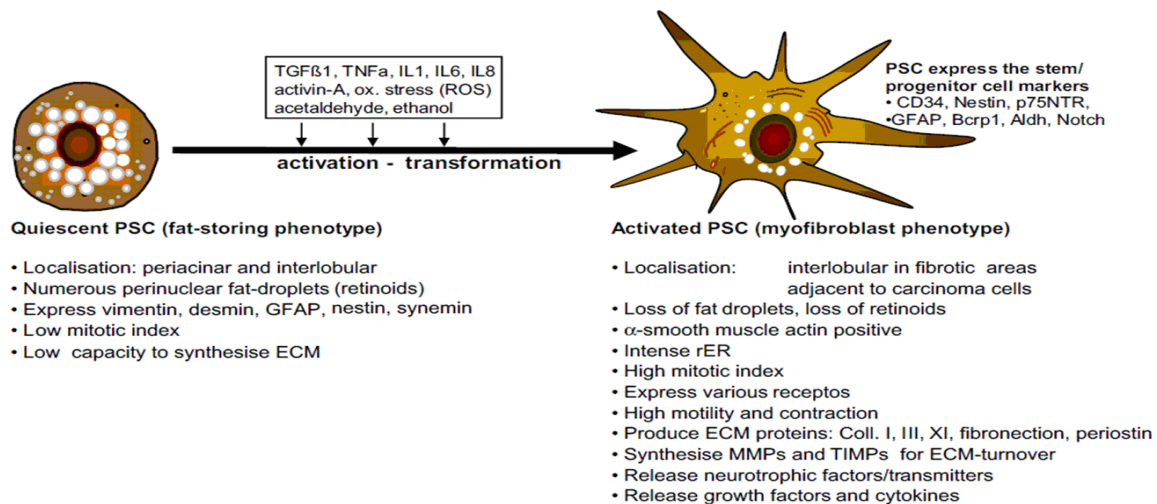 TGFß1, TNFa, IL1, IL6, IL8
activin-A, ox. stress (ROS)
acetaldehyde, ethanol
activation - transformation
PSC express the stem/
progenitor cell markers
• CD34, Nestin, p75NTR,
•GFAP, Bcrp1, Aldh, Notch
Quiescent PSC (fat-storing phenotype)
• Localisation: periacinar and interlobular
• Numerous perinuclear fat-droplets (retinoids)
• Express vimentin, desmin, GFAP, nestin, synemin
• Low mitotic index
• Low capacity to synthesise ECM
Activated PSC (myofibroblast phenotype)
• Localisation: interlobular in fibrotic areas
adjacent to carcinoma cells
• Loss of fat droplets, loss of retinoids
• α-smooth muscle actin positive
• Intense rER
• High mitotic index
• Express various receptos
• High motility and contraction
• Produce ECM proteins: Coll. I, III, XI, fibronection, periostin
• Synthesise MMPs and TIMPs for ECM-turnover
• Release neurotrophic factors/transmitters
• Release growth factors and cytokines